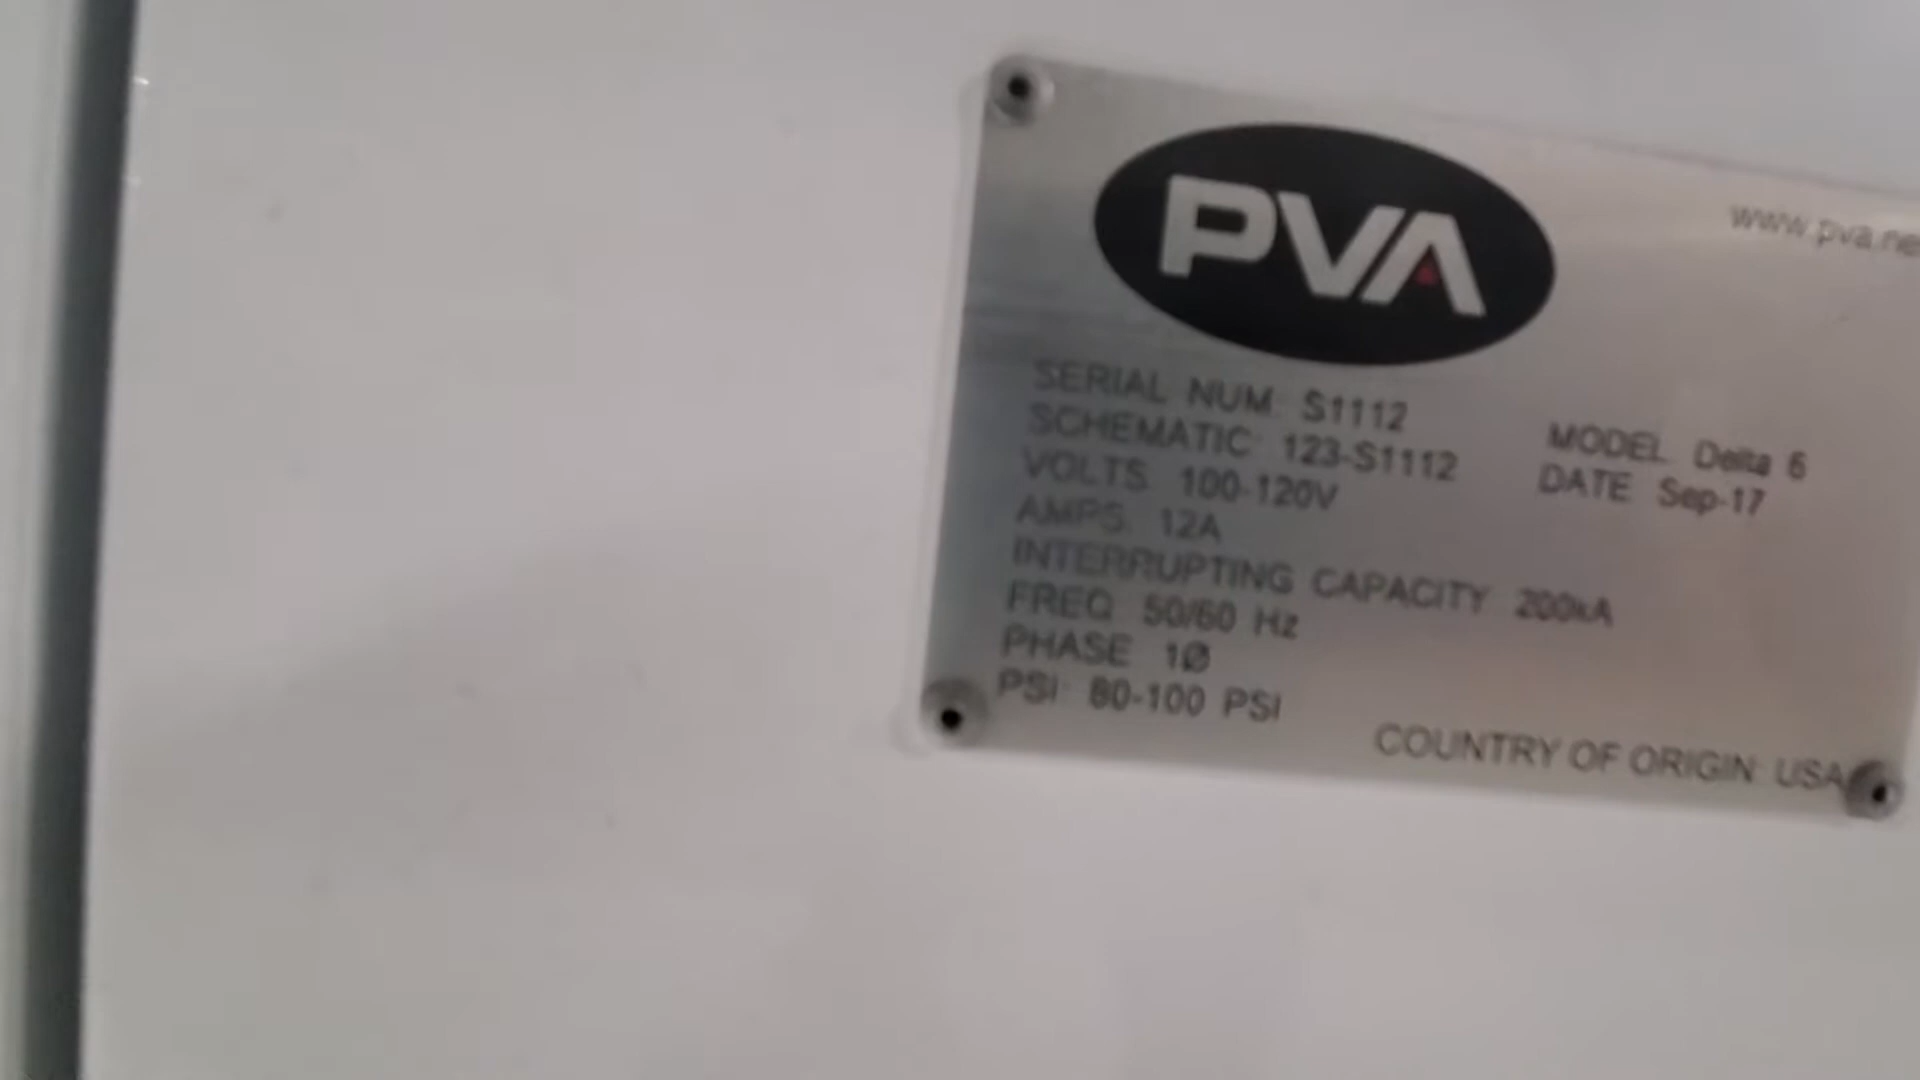 PVA
www.pva.ne
SERIAL NUM: S1112
SCHEMATIC: 123-S1112
MODEL: Delta 6
VOLTS: 100-120V
DATE: Sep-17
AMPS: 12A
INTERRUPTING CAPACITY: 200kA
FREQ: 50/60 Hz
PHASE: 1Ø
PSI: 80-100 PSI
COUNTRY OF ORIGIN: USA